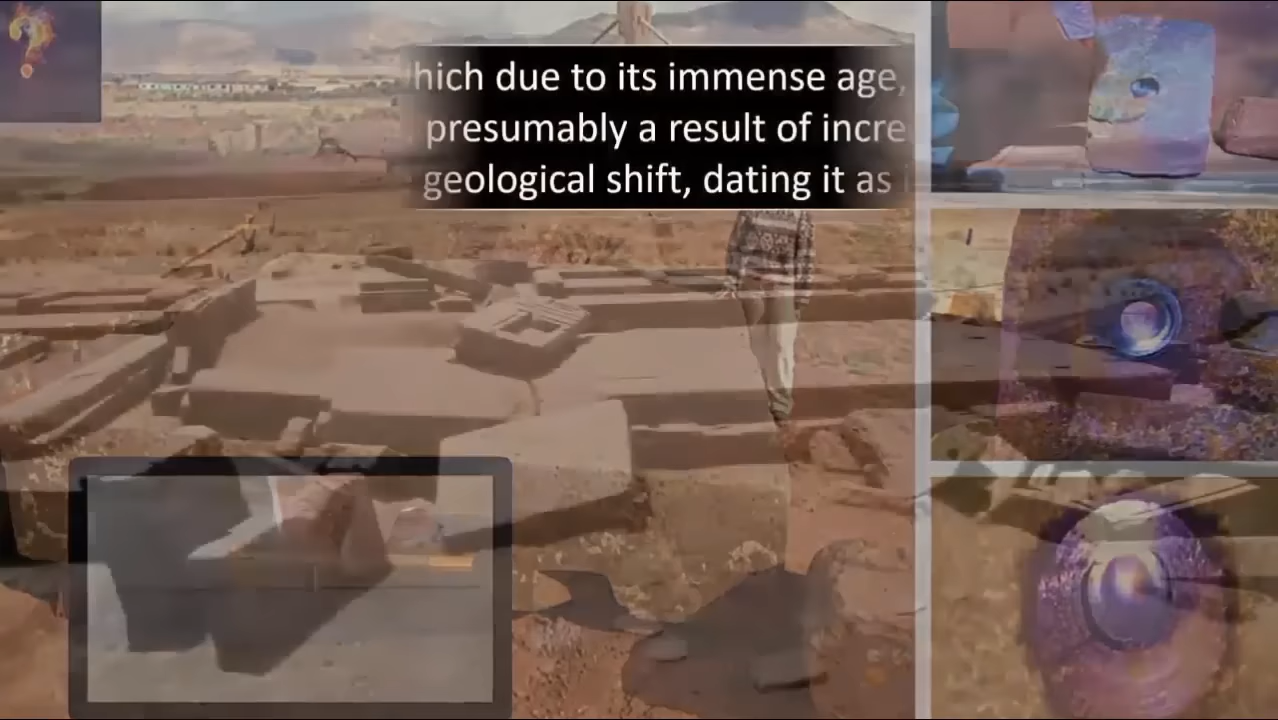 hich due to its immense age,
presumably a result of incre
geological shift, dating it as